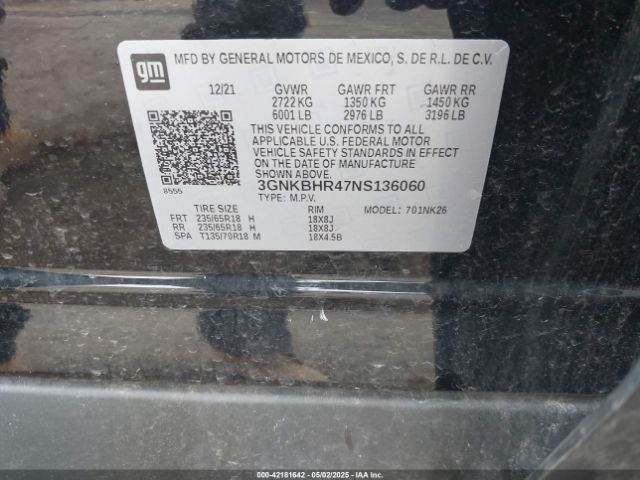 gm
MFD BY GENERAL MOTORS DE MEXICO, S. DE R.L. DE C.V.
12/21 GVWR GAWR FRT GAWR RR
2722 KG 1350 KG 1450 KG
6001 LB 2976 LB 3196 LB
THIS VEHICLE CONFORMS TO ALL
APPLICABLE U.S. FEDERAL MOTOR
VEHICLE SAFETY STANDARDS IN EFFECT
ON THE DATE OF MANUFACTURE
SHOWN ABOVE.
8555
3GNKBHR47NS136060
TYPE: M.P.V.
TIRE SIZE RIM MODEL: 701NK26
FRT 235/65R18 H 18X8J
RR 235/65R18 H 18X8J
SPA T135/70R18 M 18X4.5B
000-42181642 - 05/02/2025 - IAAI.COM